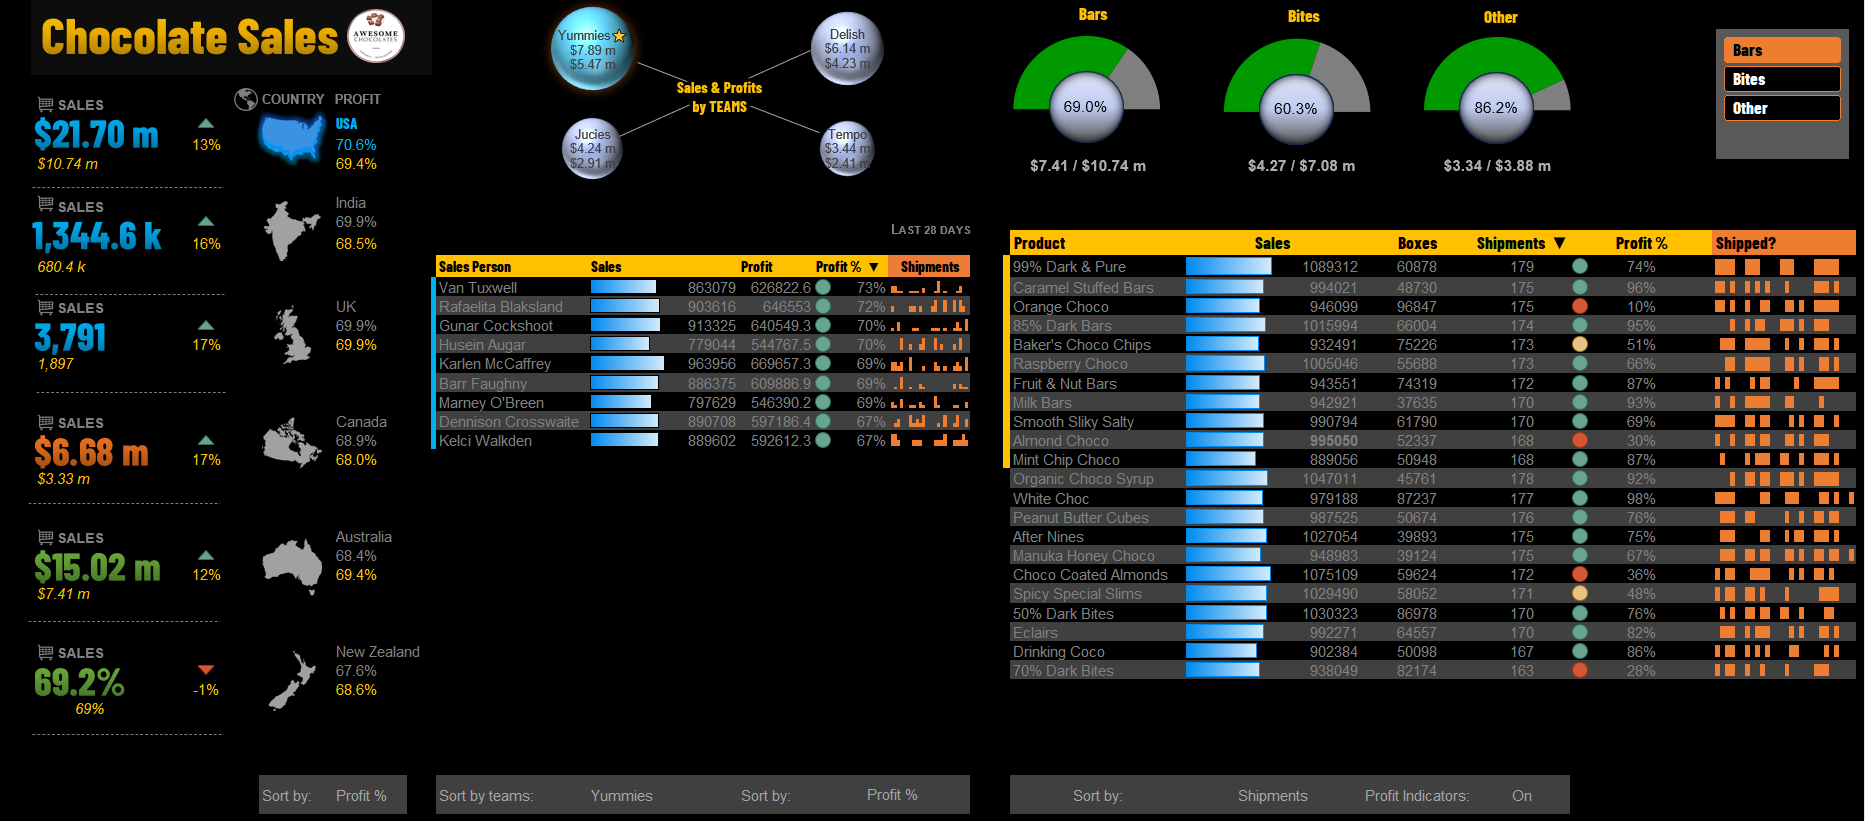 Chocolate Sales
AWESOME
CHOCOLATES
SALES
$21.70 m
13%
$10.74 m
SALES
1,344.6 k
16%
680.4 k
SALES
3,791
17%
1,897
SALES
$6.68 m
17%
$3.33 m
SALES
$15.02 m
12%
$7.41 m
SALES
69.2%
-1%
69%
COUNTRY PROFIT
USA
70.6%
69.4%
India
69.9%
68.5%
UK
69.9%
69.9%
Canada
68.9%
68.0%
Australia
68.4%
69.4%
New Zealand
67.6%
68.6%
Sort by: Profit %
Yummies
$7.89 m
$5.47 m
Delish
$6.14 m
$4.23 m
Sales & Profits
by TEAMS
Jucies
$4.24 m
$2.91 m
Tempo
$3.44 m
$2.41 m
LAST 28 DAYS
Sales Person Sales Profit Profit % ▼ Shipments
Van Tuxwell 863079 626822.6 73%
Rafaelita Blaksland 903616 646553 72%
Gunar Cockshoot 913325 640549.3 70%
Husein Augar 779044 544767.5 70%
Karlen McCaffrey 963956 669657.3 69%
Barr Faughny 886375 609886.9 69%
Marney O'Breen 797629 546390.2 69%
Dennison Crosswaite 890708 597186.4 67%
Kelci Walkden 889602 592612.3 67%
Sort by teams: Yummies Sort by: Profit %
Bars
69.0%
$7.41 / $10.74 m
Bites
60.3%
$4.27 / $7.08 m
Other
86.2%
$3.34 / $3.88 m
Bars
Bites
Other
Product Sales Boxes Shipments ▼ Profit % Shipped?
99% Dark & Pure 1089312 60878 179 74%
Caramel Stuffed Bars 994021 48730 175 96%
Orange Choco 946099 96847 175 10%
85% Dark Bars 1015994 66004 174 95%
Baker's Choco Chips 932491 75226 173 51%
Raspberry Choco 1005046 55688 173 66%
Fruit & Nut Bars 943551 74319 172 87%
Milk Bars 942921 37635 170 93%
Smooth Sliky Salty 990794 61790 170 69%
Almond Choco 995050 52337 168 30%
Mint Chip Choco 889056 50948 168 87%
Organic Choco Syrup 1047011 45761 178 92%
White Choc 979188 87237 177 98%
Peanut Butter Cubes 987525 50674 176 76%
After Nines 1027054 39893 175 75%
Manuka Honey Choco 948983 39124 175 67%
Choco Coated Almonds 1075109 59624 172 36%
Spicy Special Slims 1029490 58052 171 48%
50% Dark Bites 1030323 86978 170 76%
Eclairs 992271 64557 170 82%
Drinking Coco 902384 50098 167 86%
70% Dark Bites 938049 82174 163 28%
Sort by: Shipments Profit Indicators: On